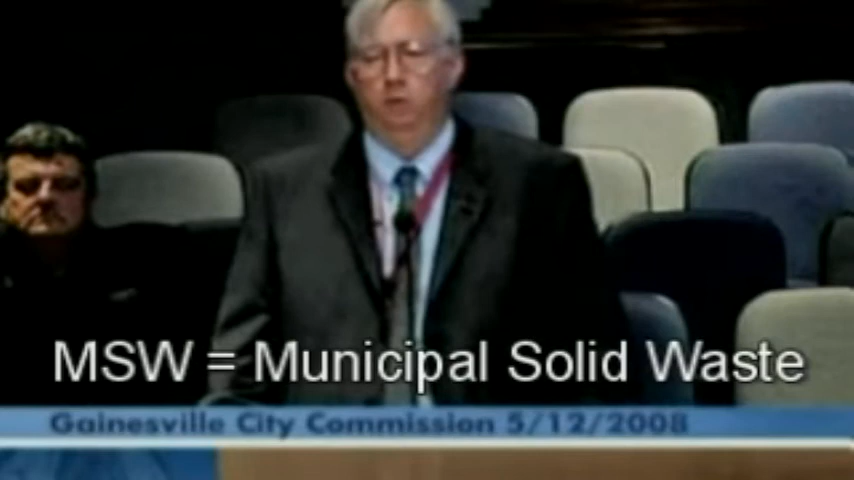 MSW = Municipal Solid Waste
Gainesville City Commission 5/12/2008